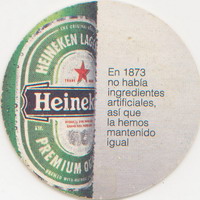 HEINEKEN LAGER
Heinek
PREMIUM QU
En 1873
no había
ingredientes
artificiales,
así que
la hemos
mantenido
igual